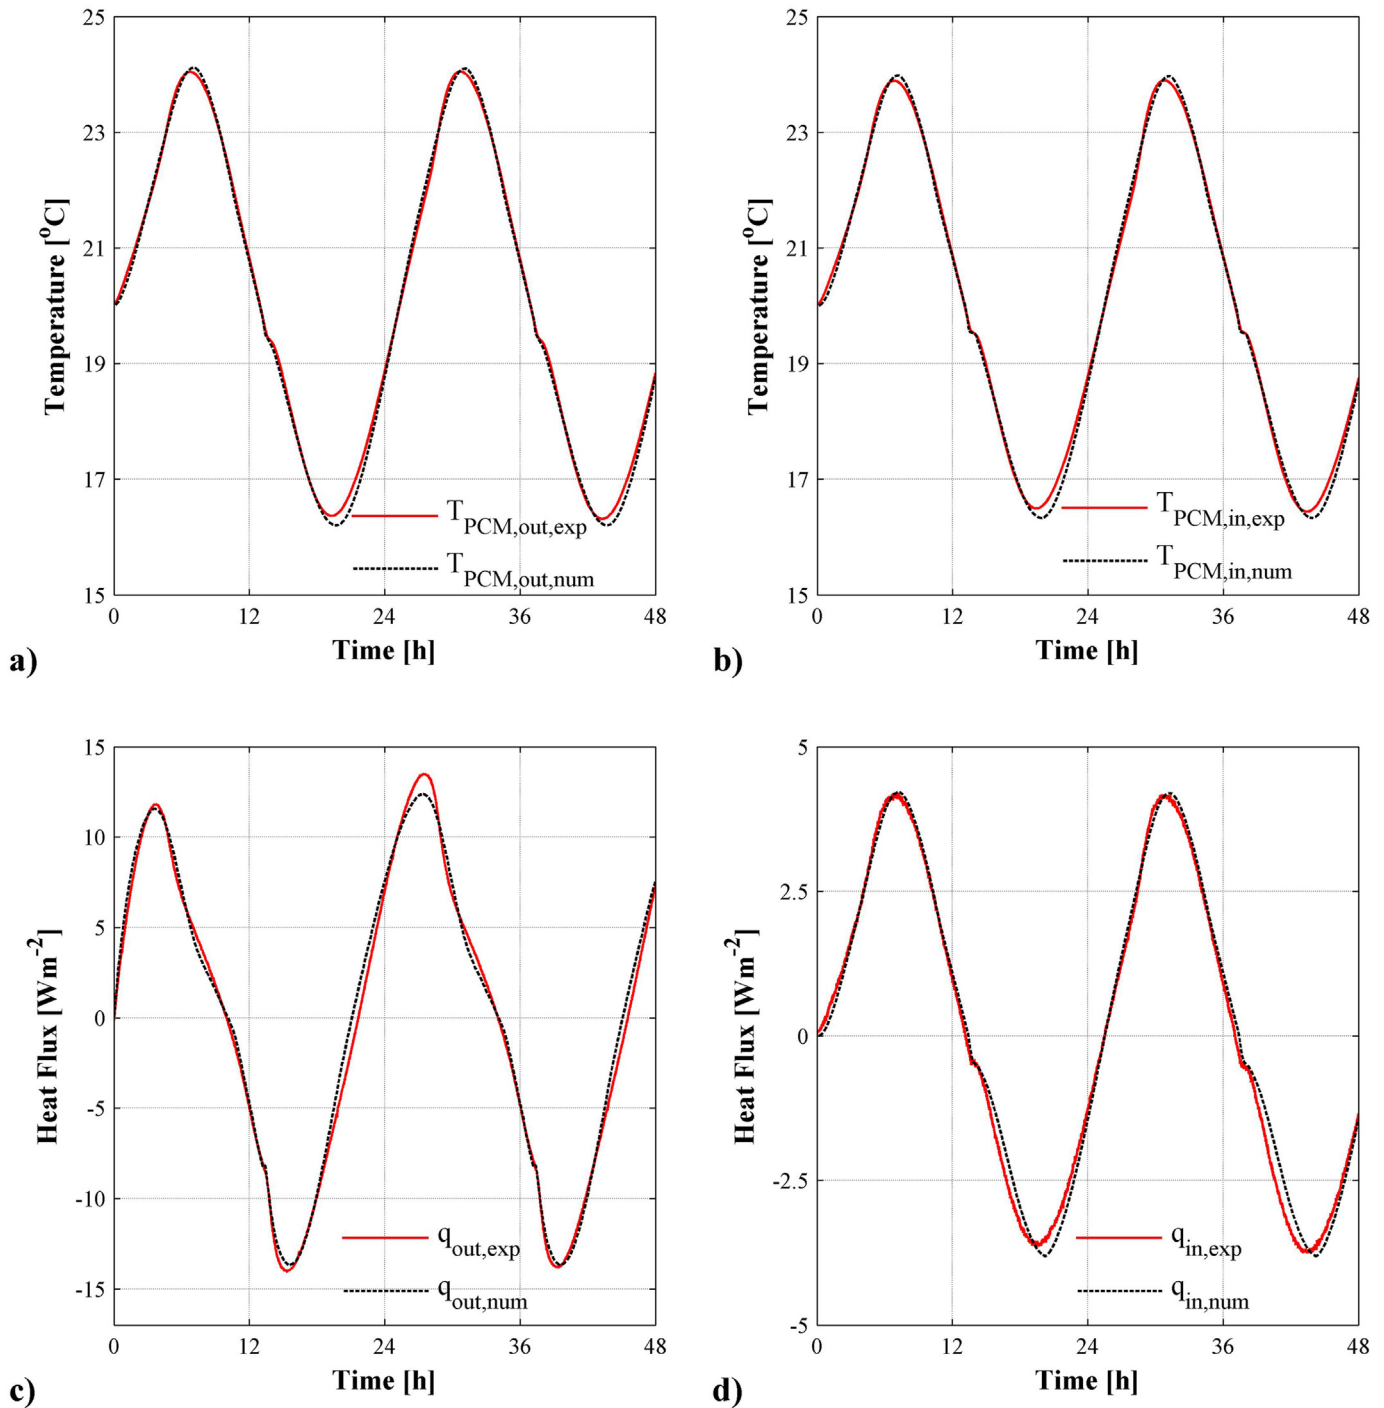 25
23
21
19
17
15
Temperature [°C]
T_PCM,out,exp
T_PCM,out,num
0 12 24 36 48
Time [h]
a)
25
23
21
19
17
15
Temperature [°C]
T_PCM,in,exp
T_PCM,in,num
0 12 24 36 48
Time [h]
b)
15
10
5
0
-5
-10
-15
Heat Flux [Wm^-2]
q_out,exp
q_out,num
0 12 24 36 48
Time [h]
c)
5
2.5
0
-2.5
-5
Heat Flux [Wm^-2]
q_in,exp
q_in,num
0 12 24 36 48
Time [h]
d)